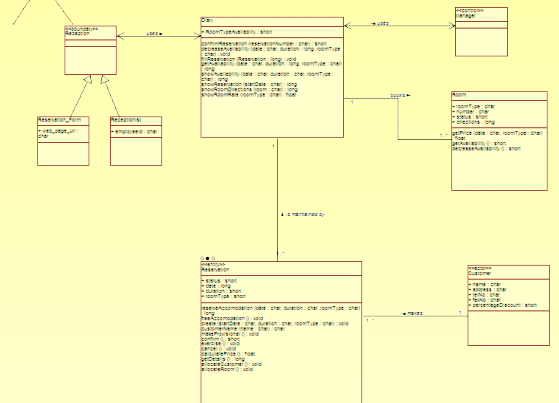 <<boundary>>
Reception
uses
Diary
+ RoomTypeAvailability : short
confirmReservation (reservationNumber : char) : short
decreaseAvailability (date : char, duration : long, roomType
: char) : void
fillReservation (Reservation : long) : void
getAvailability (date : char, duration : long, roomType
: char) : long
showAvailability (date : char, duration : char, roomType
: char) : long
showReservation (startDate : char) : long
showRoomDirections (room : char) : long
showRoomRate (roomType : char) : float
uses
<<control>>
Manager
books
1
1..*
Room
+ roomType : char
+ number : char
+ status : short
+ directions : long
getPrice (date : char, roomType : char)
: float
getAvailability () : short
decreaseAvailability () : short
Reservation_Form
+ web_page_url :
char
Receptionist
+ employeeId : char
1
is maintained by
<<entity>>
Reservation
+ status : short
+ date : long
+ duration : short
+ roomType : short
reserveAccomodation (date : char, duration : char, roomType : char)
: long
freeAccomodation () : void
create (startDate : char, duration : char, roomType : char) : void
customerName (name : char) : char
makeProvisional () : void
confirm () : short
exercise () : void
cancel () : void
calculatePrice () : float
getDetails () : long
allocateCustomer () : void
allocateRoom () : void
makes
1..*
1
<<actor>>
Customer
+ name : char
+ address : char
+ telNo : char
+ faxNo : char
+ percentageDiscount : short